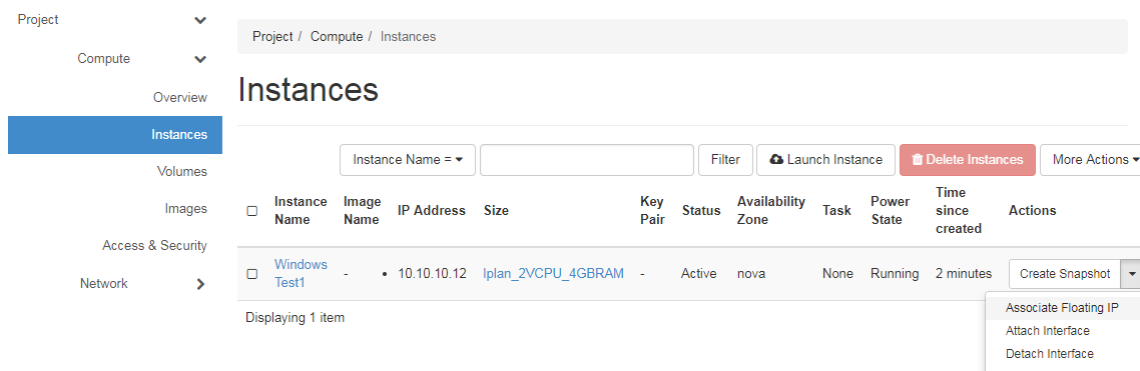 Project
Compute
Overview
Instances
Volumes
Images
Access & Security
Network
Project / Compute / Instances
Instances
Instance Name = Filter Launch Instance Delete Instances More Actions
Instance Name Image Name IP Address Size Key Pair Status Availability Zone Task Power State Time since created Actions
Windows Test1 - • 10.10.10.12 Iplan_2VCPU_4GBRAM - Active nova None Running 2 minutes Create Snapshot
Associate Floating IP
Attach Interface
Detach Interface
Displaying 1 item